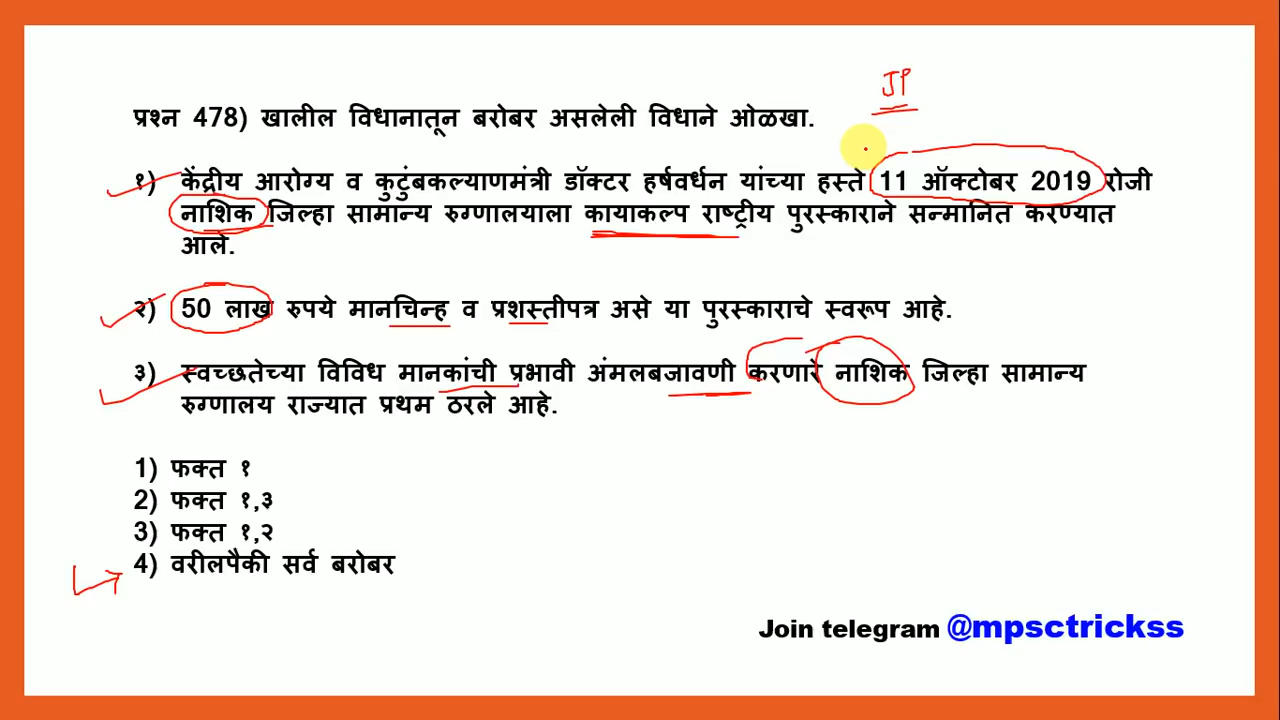 JP
प्रश्न 478) खालील विधानातून बरोबर असलेली विधाने ओळखा.
१) केंद्रीय आरोग्य व कुटुंबकल्याणमंत्री डॉक्टर हर्षवर्धन यांच्या हस्ते 11 ऑक्टोबर 2019 रोजी
नाशिक जिल्हा सामान्य रुग्णालयाला कायाकल्प राष्ट्रीय पुरस्काराने सन्मानित करण्यात
आले.
२) 50 लाख रुपये मानचिन्ह व प्रशस्तीपत्र असे या पुरस्काराचे स्वरूप आहे.
३) स्वच्छतेच्या विविध मानकांची प्रभावी अंमलबजावणी करणारे नाशिक जिल्हा सामान्य
रुग्णालय राज्यात प्रथम ठरले आहे.
1) फक्त १
2) फक्त १,३
3) फक्त १,२
4) वरीलपैकी सर्व बरोबर
Join telegram @mpsctrickss